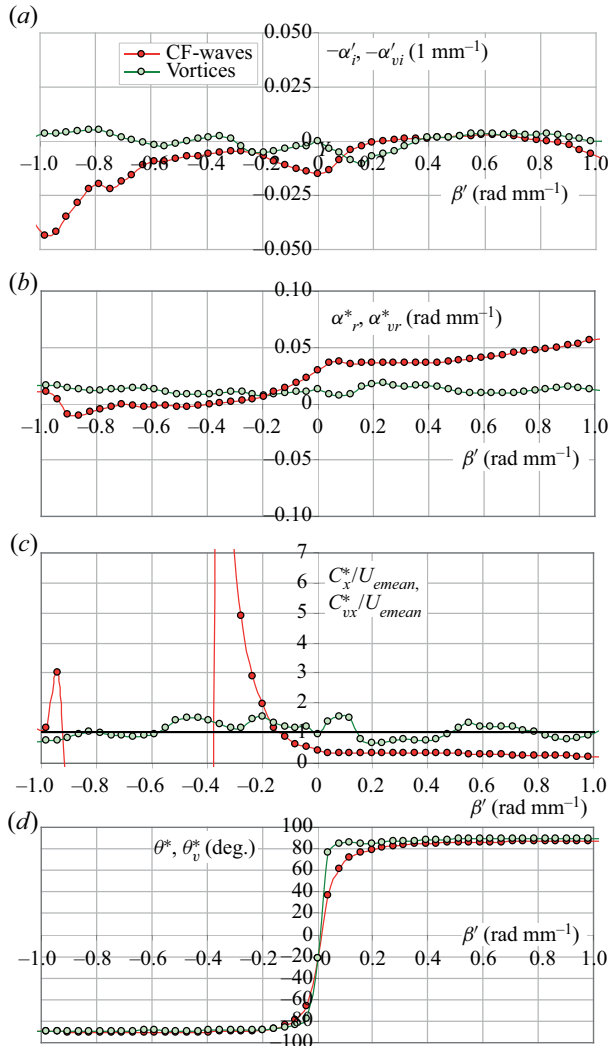 (a)
0.050
CF-waves
Vortices
−α′i, −α′vi (1 mm−1)
0.025
0
−1.0 −0.8 −0.6 −0.4 −0.2 0 0.2 0.4 0.6 0.8 1.0
−0.025
β′ (rad mm−1)
−0.050
(b)
0.10
α*r, α*vr (rad mm−1)
0.05
0
−1.0 −0.8 −0.6 −0.4 −0.2 0 0.2 0.4 0.6 0.8 1.0
β′ (rad mm−1)
−0.05
−0.10
(c)
7
C*x/Uemean,
6
C*vx/Uemean
5
4
3
2
1
0
−1.0 −0.8 −0.6 −0.4 −0.2 0 0.2 0.4 0.6 0.8 1.0
β′ (rad mm−1)
(d)
100
θ*, θ*v (deg.)
80
60
40
20
β′ (rad mm−1)
0
−1.0 −0.8 −0.6 −0.4 −0.2 0.2 0.4 0.6 0.8 1.0
−20
−40
−60
−80
−100